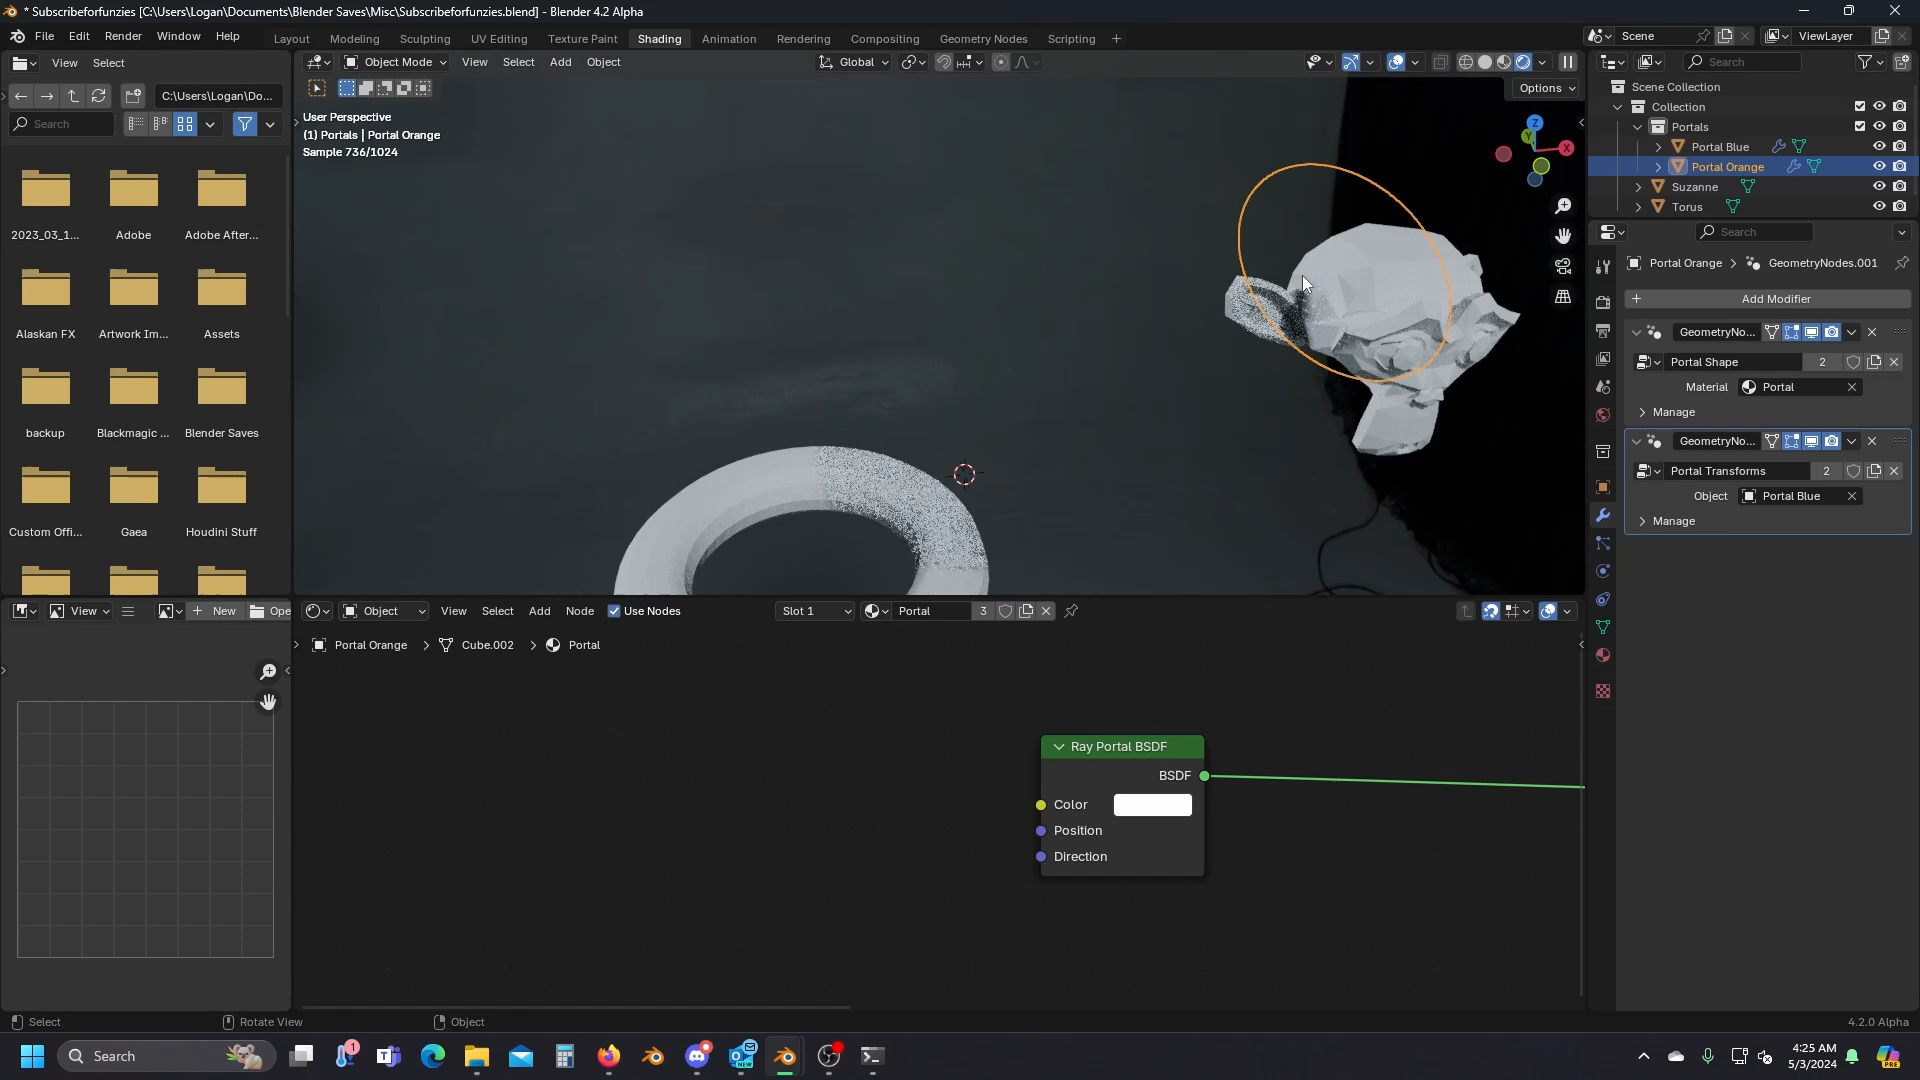 * Subscribeforfunzies [C:\Users\Logan\Documents\Blender Saves\Misc\Subscribeforfunzies.blend] - Blender 4.2 Alpha
File Edit Render Window Help Layout Modeling Sculpting UV Editing Texture Paint Shading Animation Rendering Compositing Geometry Nodes Scripting + Scene ViewLayer
View Select Object Mode View Select Add Object Global Search
C:\Users\Logan\Do... Options
Search
User Perspective
(1) Portals | Portal Orange
Sample 736/1024
Z
Y
X
Scene Collection
Collection
Portals
Portal Blue
Portal Orange
Suzanne
Torus
Search
Portal Orange > GeometryNodes.001
+ Add Modifier
GeometryNo...
Portal Shape 2
Material Portal
Manage
GeometryNo...
Portal Transforms 2
Object Portal Blue
Manage
2023_03_1... Adobe Adobe After...
Alaskan FX Artwork Im... Assets
backup Blackmagic ... Blender Saves
Custom Offi... Gaea Houdini Stuff
View + New Ope Object View Select Add Node Use Nodes Slot 1 Portal 3
Portal Orange > Cube.002 > Portal
Ray Portal BSDF
BSDF
Color
Position
Direction
Select Rotate View Object 4.2.0 Alpha
Search 1 NEW 4:25 AM
5/3/2024 PRE